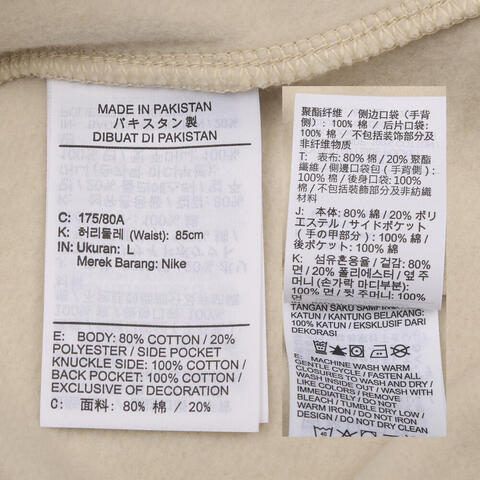 MADE IN PAKISTAN
パキスタン製
DIBUAT DI PAKISTAN
C: 175/80A
K: 허리둘레 (Waist): 85cm
IN: Ukuran: L
Merek Barang: Nike
E: BODY: 80% COTTON / 20%
POLYESTER / SIDE POCKET
KNUCKLE SIDE: 100% COTTON /
BACK POCKET: 100% COTTON /
EXCLUSIVE OF DECORATION
C: 面料: 80% 棉 / 20%
聚酯纤维 / 侧边口袋 (手背
侧) : 100% 棉 / 后片口袋:
100% 棉 / 不包括装饰部分及
非纤维物质
T: 表布: 80% 棉 / 20% 聚酯
纖維 / 側邊口袋布 (手背側) :
100% 棉 / 後身口袋: 100%
棉 / 不包含裝飾部分及非紡織
材料
J: 本体: 80% 綿 / 20% ポリ
エステル / サイドポケット
(手の甲部分) : 100% 綿 /
後ポケット: 100% 綿
K: 섬유혼용율 / 겉감: 80%
면 / 20% 폴리에스터 / 옆 주
머니 (손가락 마디부분):
100% 면 / 뒷 주머니: 100% 면
TANGAN SAKU SAMPING: 100%
KATUN / KANTUNG BELAKANG:
100% KATUN / EKSKLUSIF DARI
DEKORASI
E: MACHINE WASH WARM
GENTLE CYCLE / FASTEN ALL
CLOSURES AND DRY /
WASH INSIDE OUT / WASH WITH
LIKE COLORS / REMOVE
IMMEDIATELY / DO NOT
BLEACH / TUMBLE DRY LOW /
DO NOT IRON DECORATION /
IMP / DO NOT DRY CLEAN